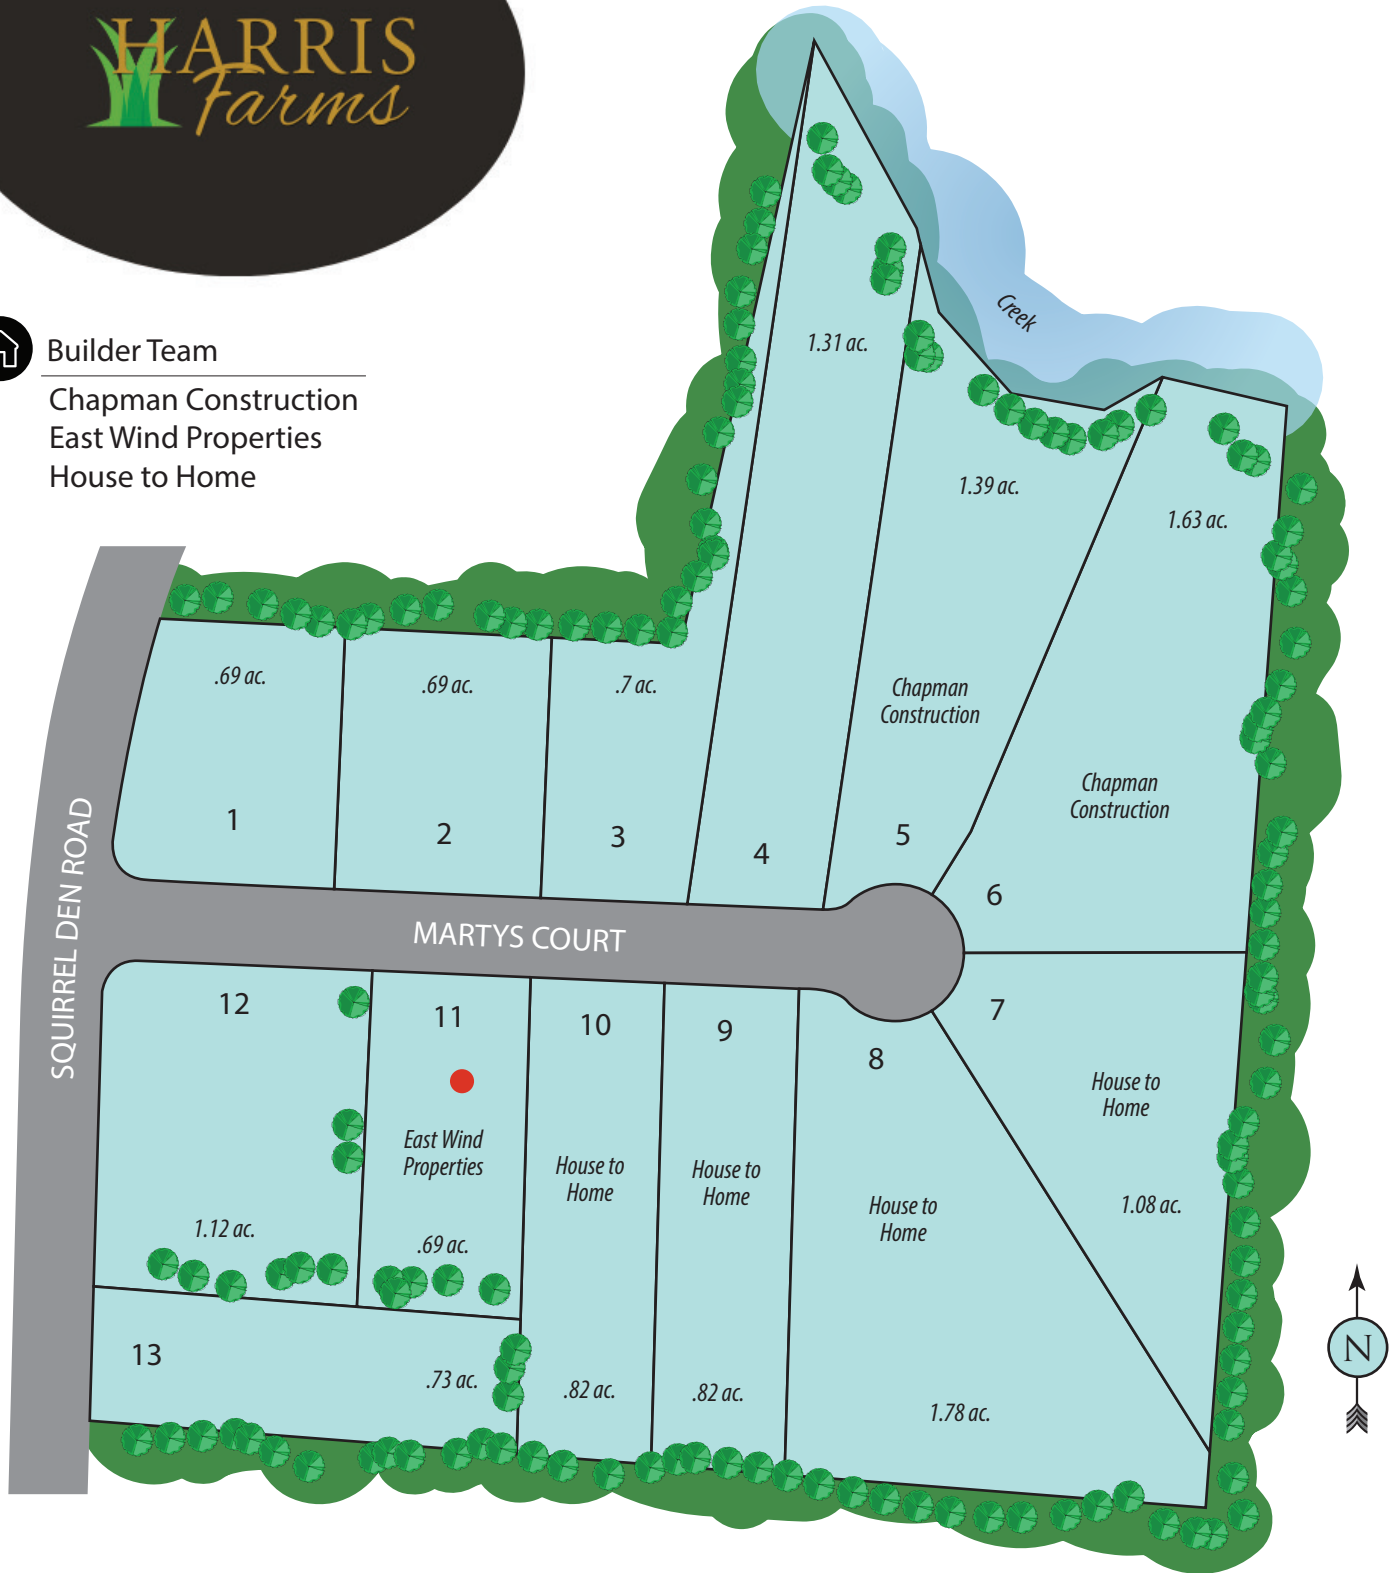 HARRIS
Farms
Builder Team
Chapman Construction
East Wind Properties
House to Home
Creek
1.31 ac.
1.39 ac.
1.63 ac.
.69 ac.
.69 ac.
.7 ac.
Chapman
Construction
Chapman
Construction
1
2
3
4
5
6
SQUIRREL DEN ROAD
MARTYS COURT
12
11
10
9
8
7
East Wind
Properties
House to
Home
House to
Home
House to
Home
House to
Home
1.12 ac.
.69 ac.
1.08 ac.
13
.73 ac.
.82 ac.
.82 ac.
1.78 ac.
N